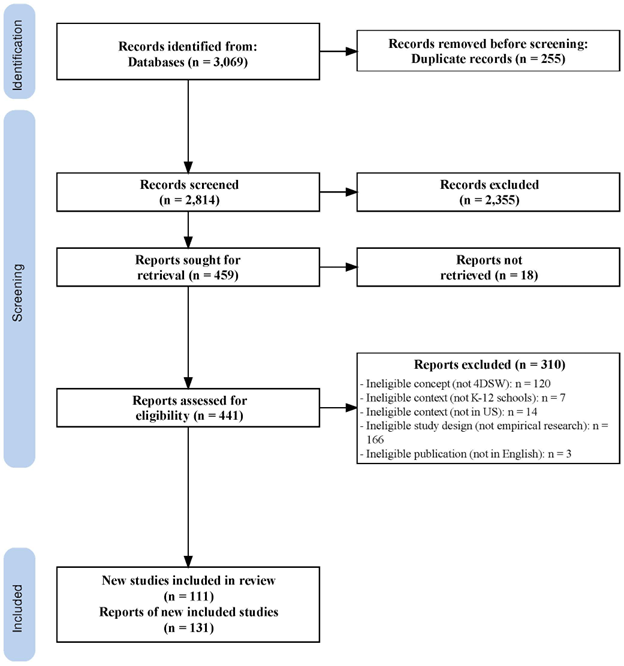 Identification
Records identified from:
Databases (n = 3,069)
Records removed before screening:
Duplicate records (n = 255)
Screening
Records screened
(n = 2,814)
Records excluded
(n = 2,355)
Reports sought for
retrieval (n = 459)
Reports not
retrieved (n = 18)
Reports assessed for
eligibility (n = 441)
Reports excluded (n = 310)
- Ineligible concept (not 4DSW): n = 120
- Ineligible context (not K-12 schools): n = 7
- Ineligible context (not in US): n = 14
- Ineligible study design (not empirical research): n =
166
- Ineligible publication (not in English): n = 3
Included
New studies included in review
(n = 111)
Reports of new included studies
(n = 131)